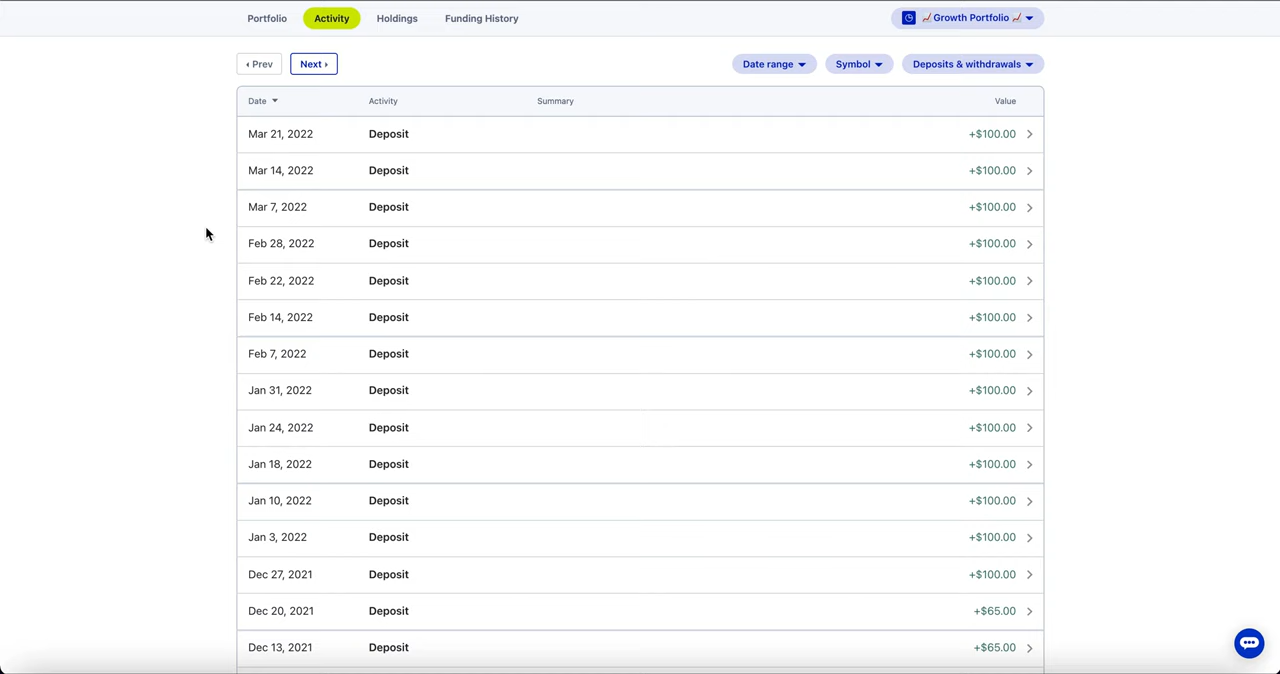 Portfolio Activity Holdings Funding History 📈Growth Portfolio 📈
Prev Next Date range Symbol Deposits & withdrawals
Date Activity Summary Value
Mar 21, 2022 Deposit +$100.00
Mar 14, 2022 Deposit +$100.00
Mar 7, 2022 Deposit +$100.00
Feb 28, 2022 Deposit +$100.00
Feb 22, 2022 Deposit +$100.00
Feb 14, 2022 Deposit +$100.00
Feb 7, 2022 Deposit +$100.00
Jan 31, 2022 Deposit +$100.00
Jan 24, 2022 Deposit +$100.00
Jan 18, 2022 Deposit +$100.00
Jan 10, 2022 Deposit +$100.00
Jan 3, 2022 Deposit +$100.00
Dec 27, 2021 Deposit +$100.00
Dec 20, 2021 Deposit +$65.00
Dec 13, 2021 Deposit +$65.00